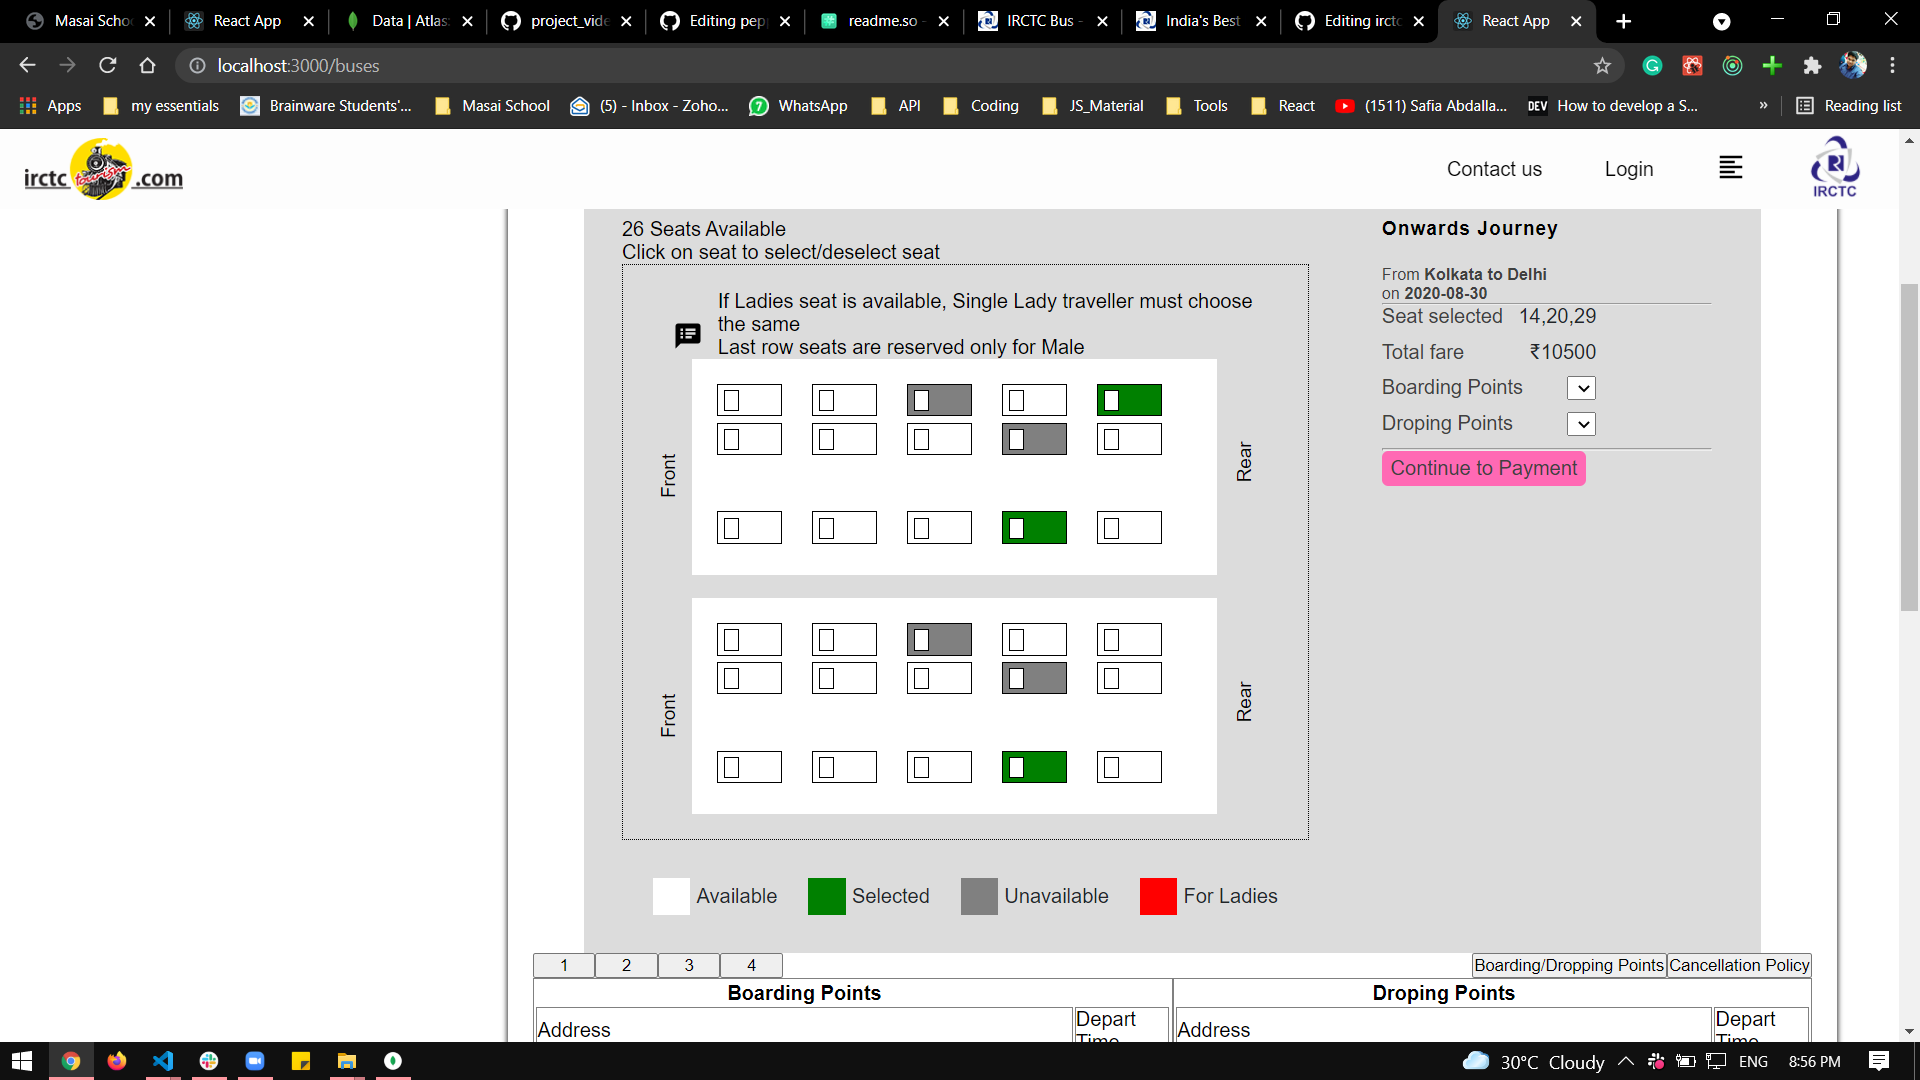 Masai Scho
React App
Data | Atlas
project_vide
Editing pep
readme.so -
IRCTC Bus -
India's Best
Editing irctc
React App
localhost:3000/buses
Apps
my essentials
Brainware Students'...
Masai School
(5) - Inbox - Zoho...
WhatsApp
API
Coding
JS_Material
Tools
React
(1511) Safia Abdalla...
DEV
How to develop a S...
»
Reading list
irctc tourism .com
Contact us
Login
IRCTC
26 Seats Available
Click on seat to select/deselect seat
If Ladies seat is available, Single Lady traveller must choose
the same
Last row seats are reserved only for Male
Front
Rear
Front
Rear
Available
Selected
Unavailable
For Ladies
Onwards Journey
From Kolkata to Delhi
on 2020-08-30
Seat selected 14,20,29
Total fare ₹10500
Boarding Points
Droping Points
Continue to Payment
1
2
3
4
Boarding/Dropping Points
Cancellation Policy
Boarding Points
Droping Points
Address
Depart
Time
Address
Depart
Time
30°C Cloudy
ENG
8:56 PM